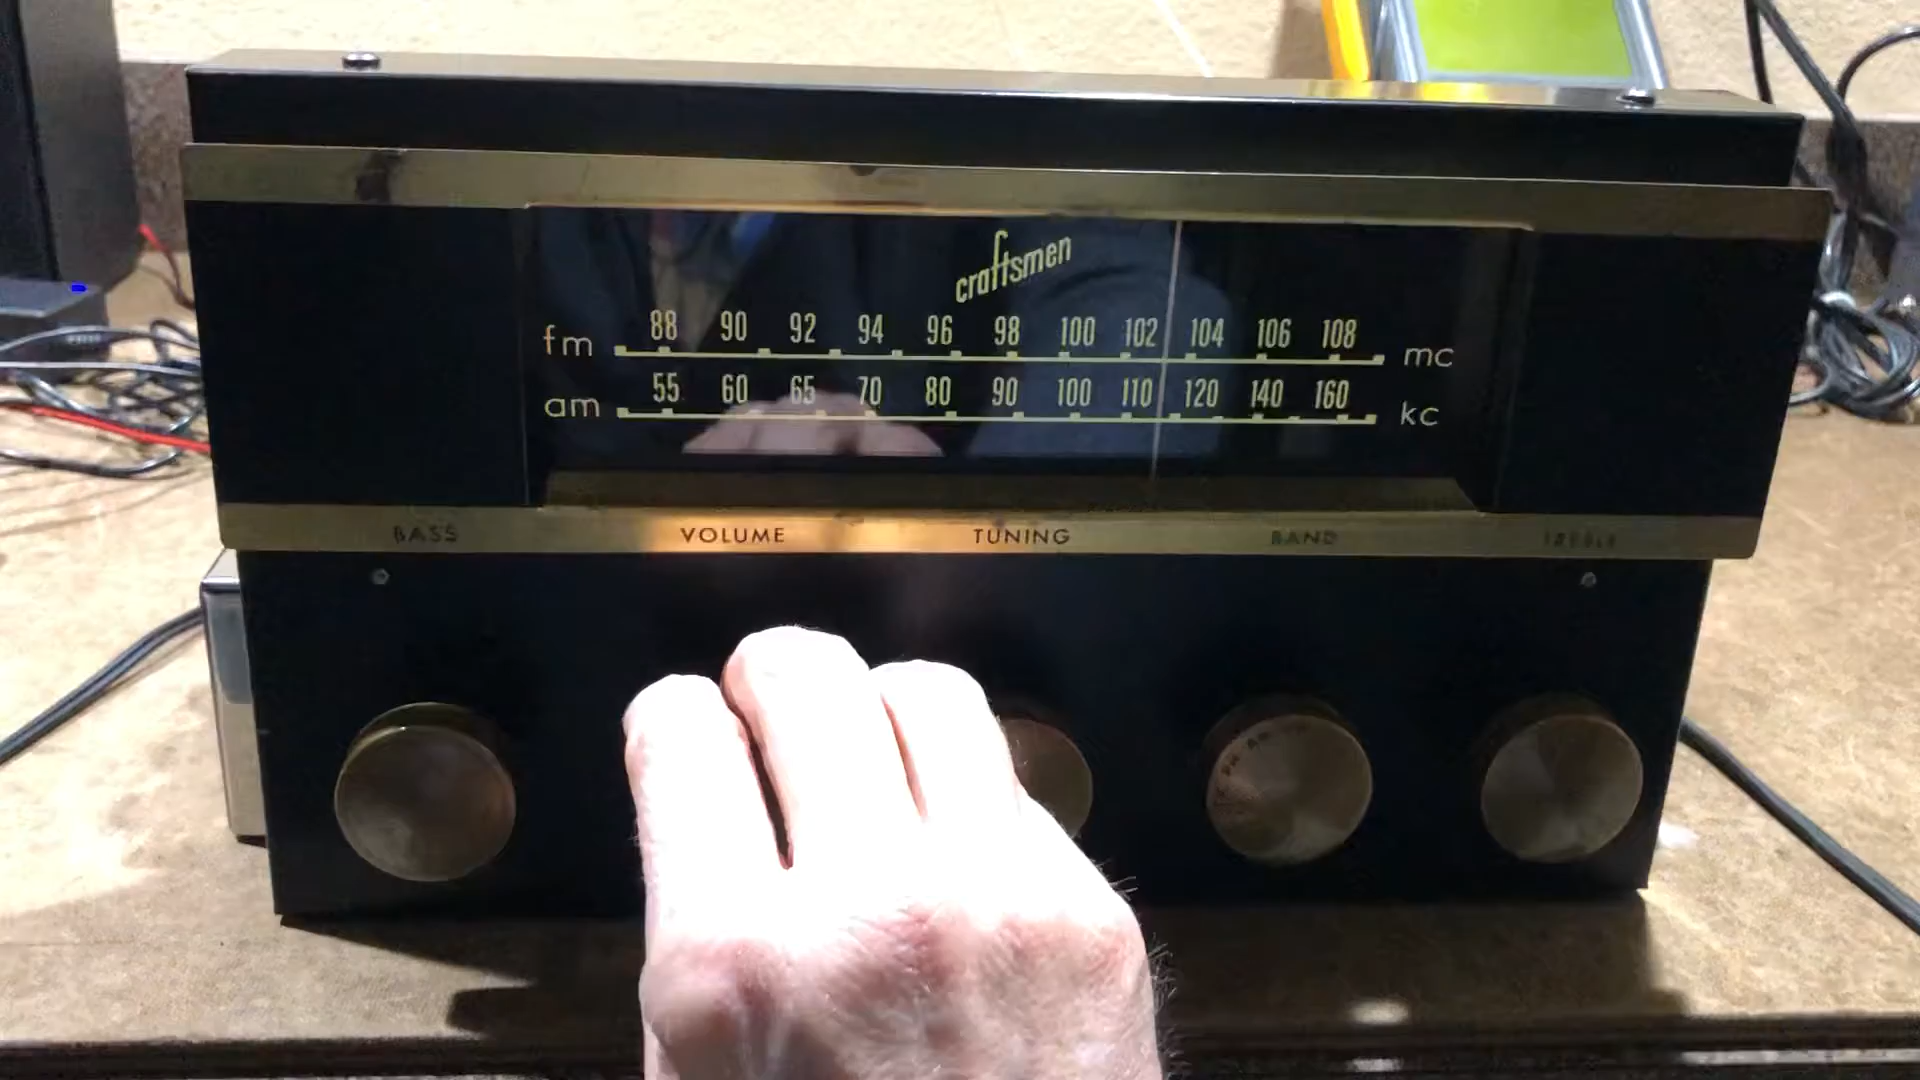 craftsmen
fm 88 90 92 94 96 98 100 102 104 106 108 mc
am 55 60 65 70 80 90 100 110 120 140 160 kc
BASS VOLUME TUNING BAND TREBLE